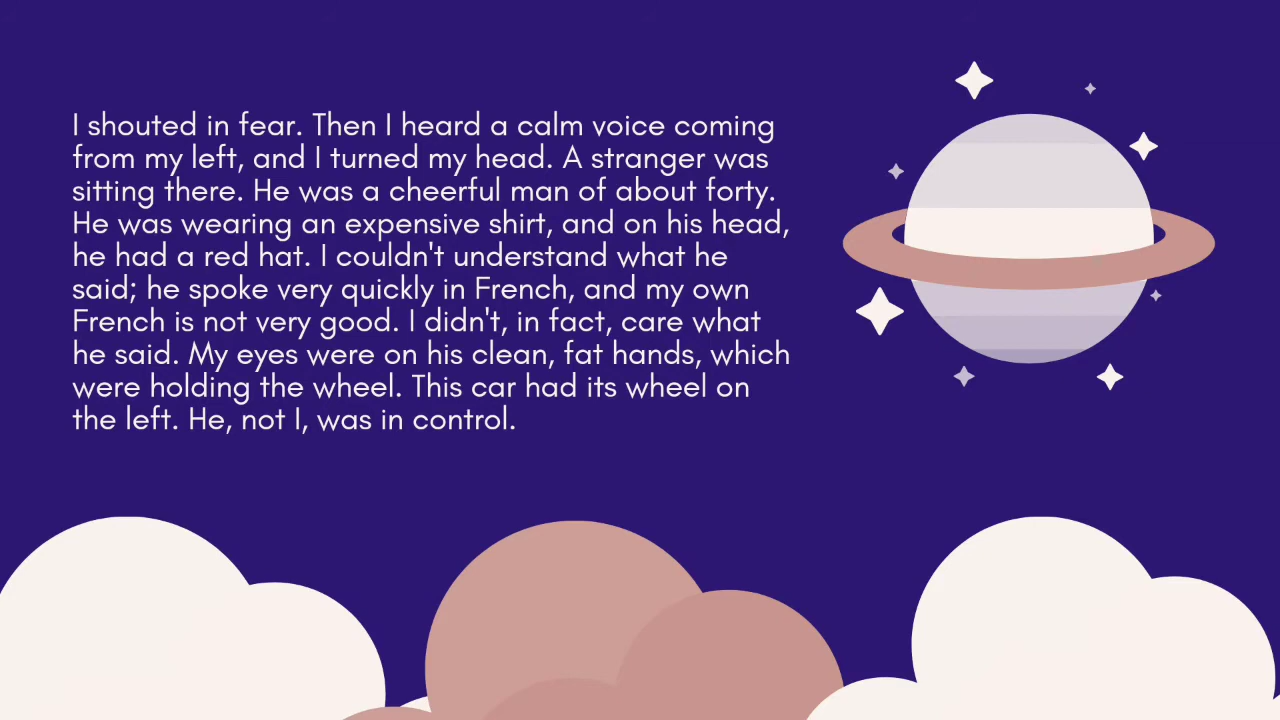 I shouted in fear. Then I heard a calm voice coming
from my left, and I turned my head. A stranger was
sitting there. He was a cheerful man of about forty.
He was wearing an expensive shirt, and on his head,
he had a red hat. I couldn't understand what he
said; he spoke very quickly in French, and my own
French is not very good. I didn't, in fact, care what
he said. My eyes were on his clean, fat hands, which
were holding the wheel. This car had its wheel on
the left. He, not I, was in control.